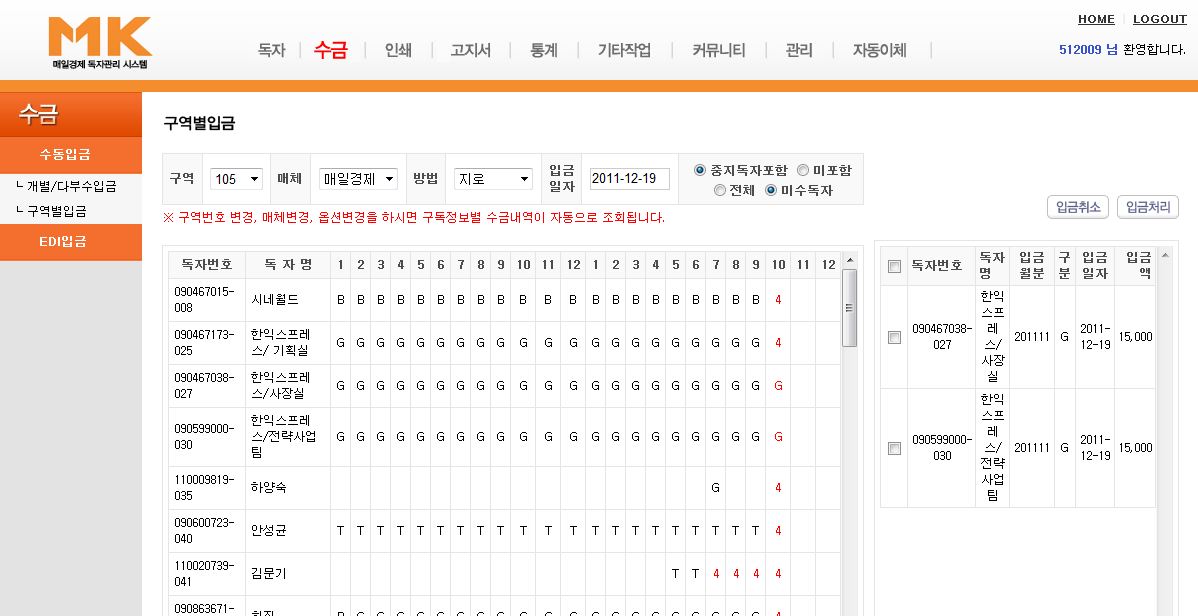 HOME LOGOUT
MK
매일경제 독자관리 시스템
독자 수금 인쇄 고지서 통계 기타작업 커뮤니티 관리 자동이체
512009 님 환영합니다.
수금
수동입금
ㄴ 개별/다부수입금
ㄴ 구역별입금
EDI입금
구역별입금
구역 105 매체 매일경제 방법 지로 입금
일자 2011-12-19 중지독자포함 미포함
전체 미수독자
※ 구역번호 변경, 매체변경, 옵션변경을 하시면 구독정보별 수금내역이 자동으로 조회됩니다.
입금취소 입금처리
독자번호 독 자 명 1 2 3 4 5 6 7 8 9 10 11 12 1 2 3 4 5 6 7 8 9 10 11 12
090467015-
008 시네월드 B B B B B B B B B B B B B B B B B B B B B 4
090467173-
025 한익스프레
스/ 기획실 G G G G G G G G G G G G G G G G G G G G G 4
090467038-
027 한익스프레
스/사장실 G G G G G G G G G G G G G G G G G G G G G G
090599000-
030 한익스프레
스/전략사업
팀 G G G G G G G G G G G G G G G G G G G G G G
110009819-
035 하양숙 G 4
090600723-
040 안성균 T T T T T T T T T T T T T T T T T T T T T 4
110020739-
041 김문기 T T 4 4 4 4
090863671-
독자번호 독자
명 입금
월분 구
분 입금
일자 입금
액
090467038-
027 한익
스프
레
스/
사장
실 201111 G 2011-
12-19 15,000
090599000-
030 한익
스프
레
스/
전략
사업
팀 201111 G 2011-
12-19 15,000